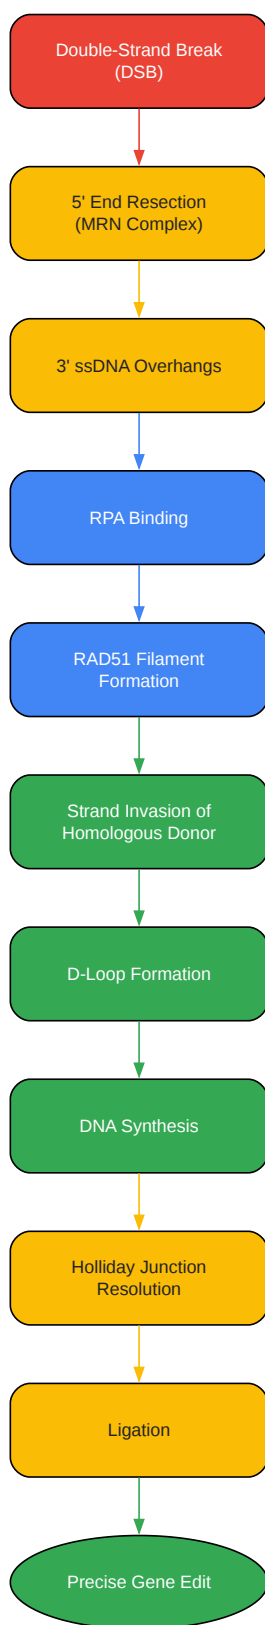 Double-Strand Break
(DSB)
5' End Resection
(MRN Complex)
3' ssDNA Overhangs
RPA Binding
RAD51 Filament
Formation
Strand Invasion of
Homologous Donor
D-Loop Formation
DNA Synthesis
Holliday Junction
Resolution
Ligation
Precise Gene Edit